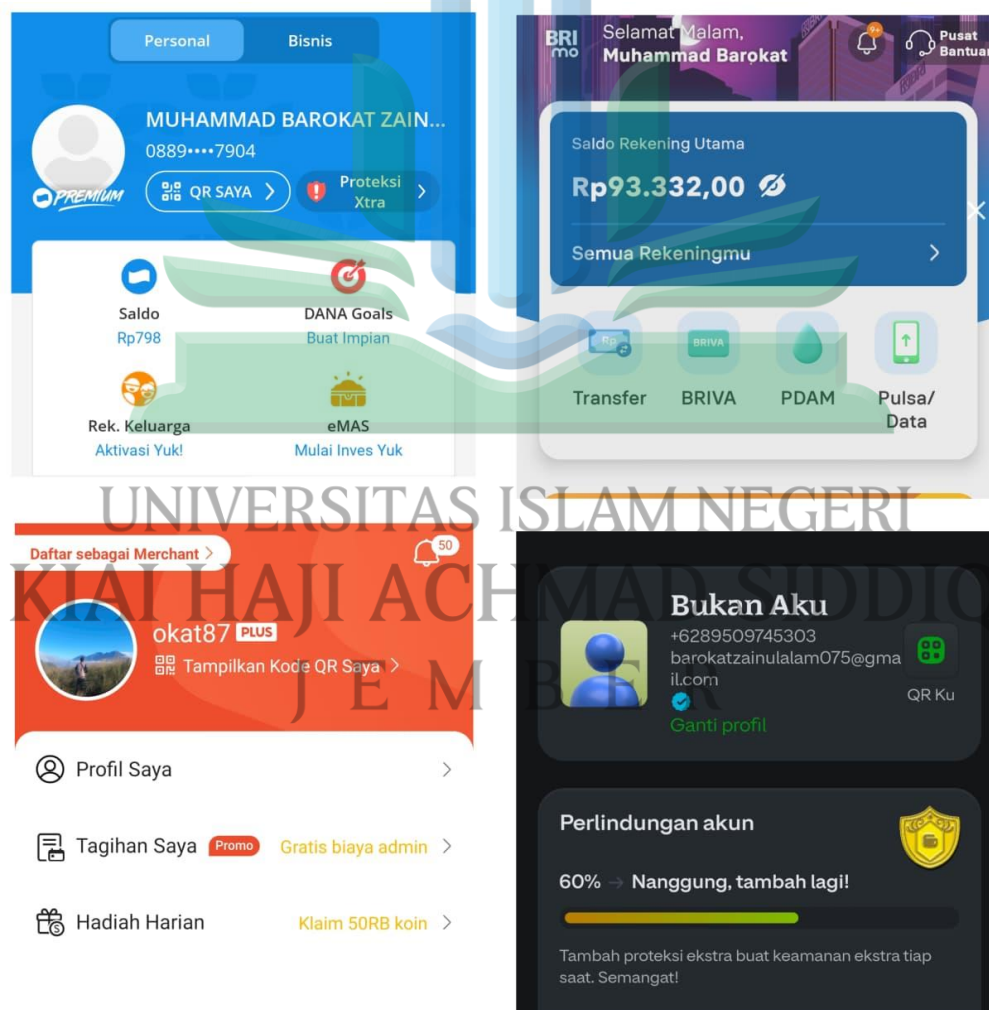 Personal
Bisnis
MUHAMMAD BAROKAT ZAIN...
0889••••7904
PREMIUM
QR SAYA
Proteksi
Xtra
Saldo
Rp798
DANA Goals
Buat Impian
Rek. Keluarga
Aktivasi Yuk!
eMAS
Mulai Inves Yuk
BRI
mo
Selamat Malam,
Muhammad Barokat
9+
Pusat
Bantuan
Saldo Rekening Utama
Rp93.332,00
Semua Rekeningmu
Rp
BRIVA
Transfer
BRIVA
PDAM
Pulsa/
Data
UNIVERSITAS ISLAM NEGERI
KIAI HAJI ACHMAD SIDDIQ
JEMBER
Daftar sebagai Merchant
50
okat87 PLUS
Tampilkan Kode QR Saya
Profil Saya
Tagihan Saya Promo Gratis biaya admin
Hadiah Harian Klaim 50RB koin
Bukan Aku
+6289509745303
barokatzainulalam075@gma
il.com
QR Ku
Ganti profil
Perlindungan akun
60% → Nanggung, tambah lagi!
Tambah proteksi ekstra buat keamanan ekstra tiap
saat. Semangat!